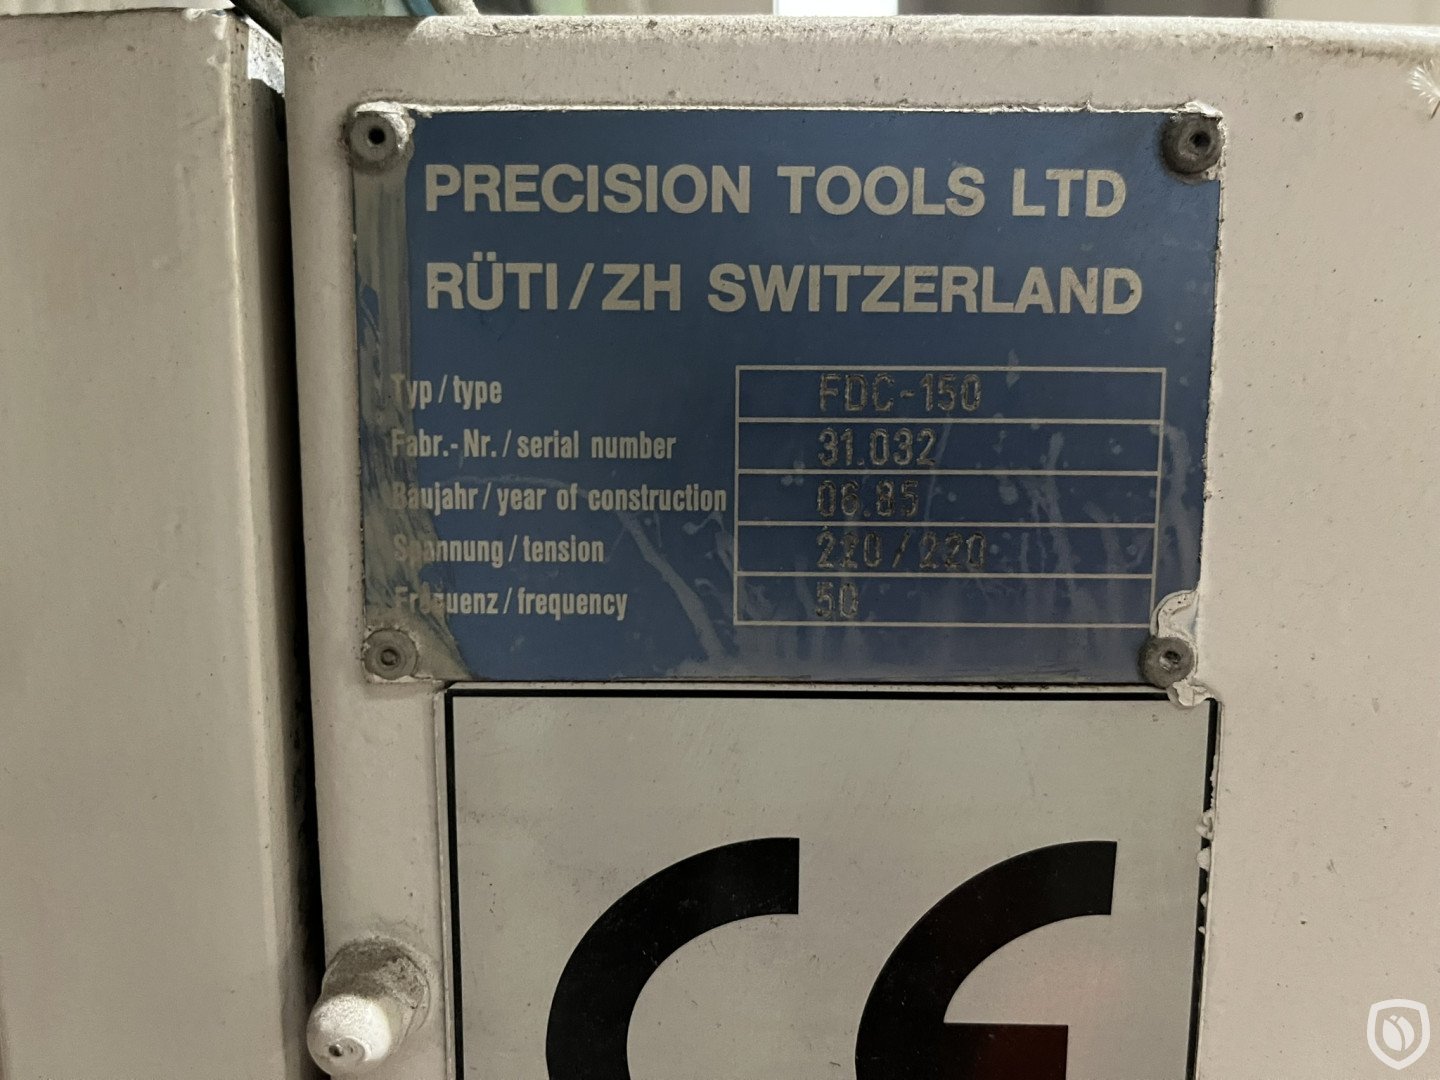 PRECISION TOOLS LTD
RÜTI/ZH SWITZERLAND
Typ/type FDC-150
Fabr.-Nr./serial number 31.032
Baujahr/year of construction 06.85
Spannung/tension 220/220
Frequenz/frequency 50
CE